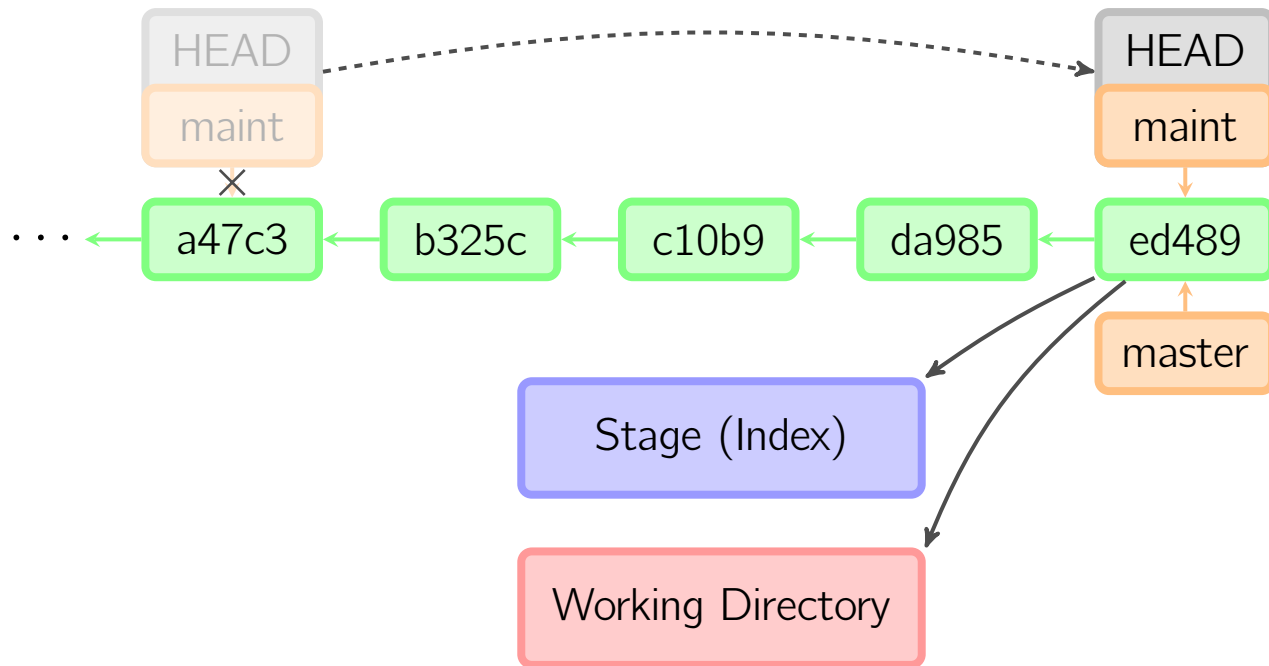 HEAD HEAD
maint maint
... a47c3 b325c c10b9 da985 ed489
master
Stage (Index)
Working Directory